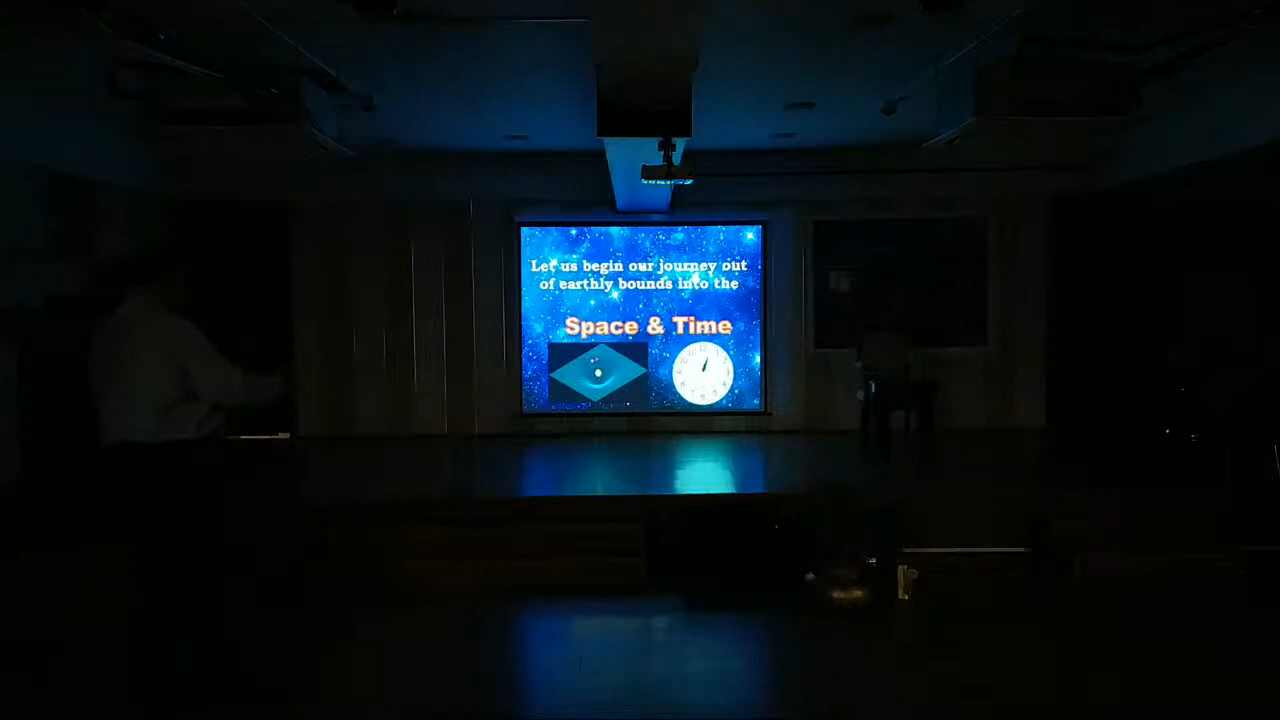 Let us begin our journey out
of earthly bounds into the
Space & Time